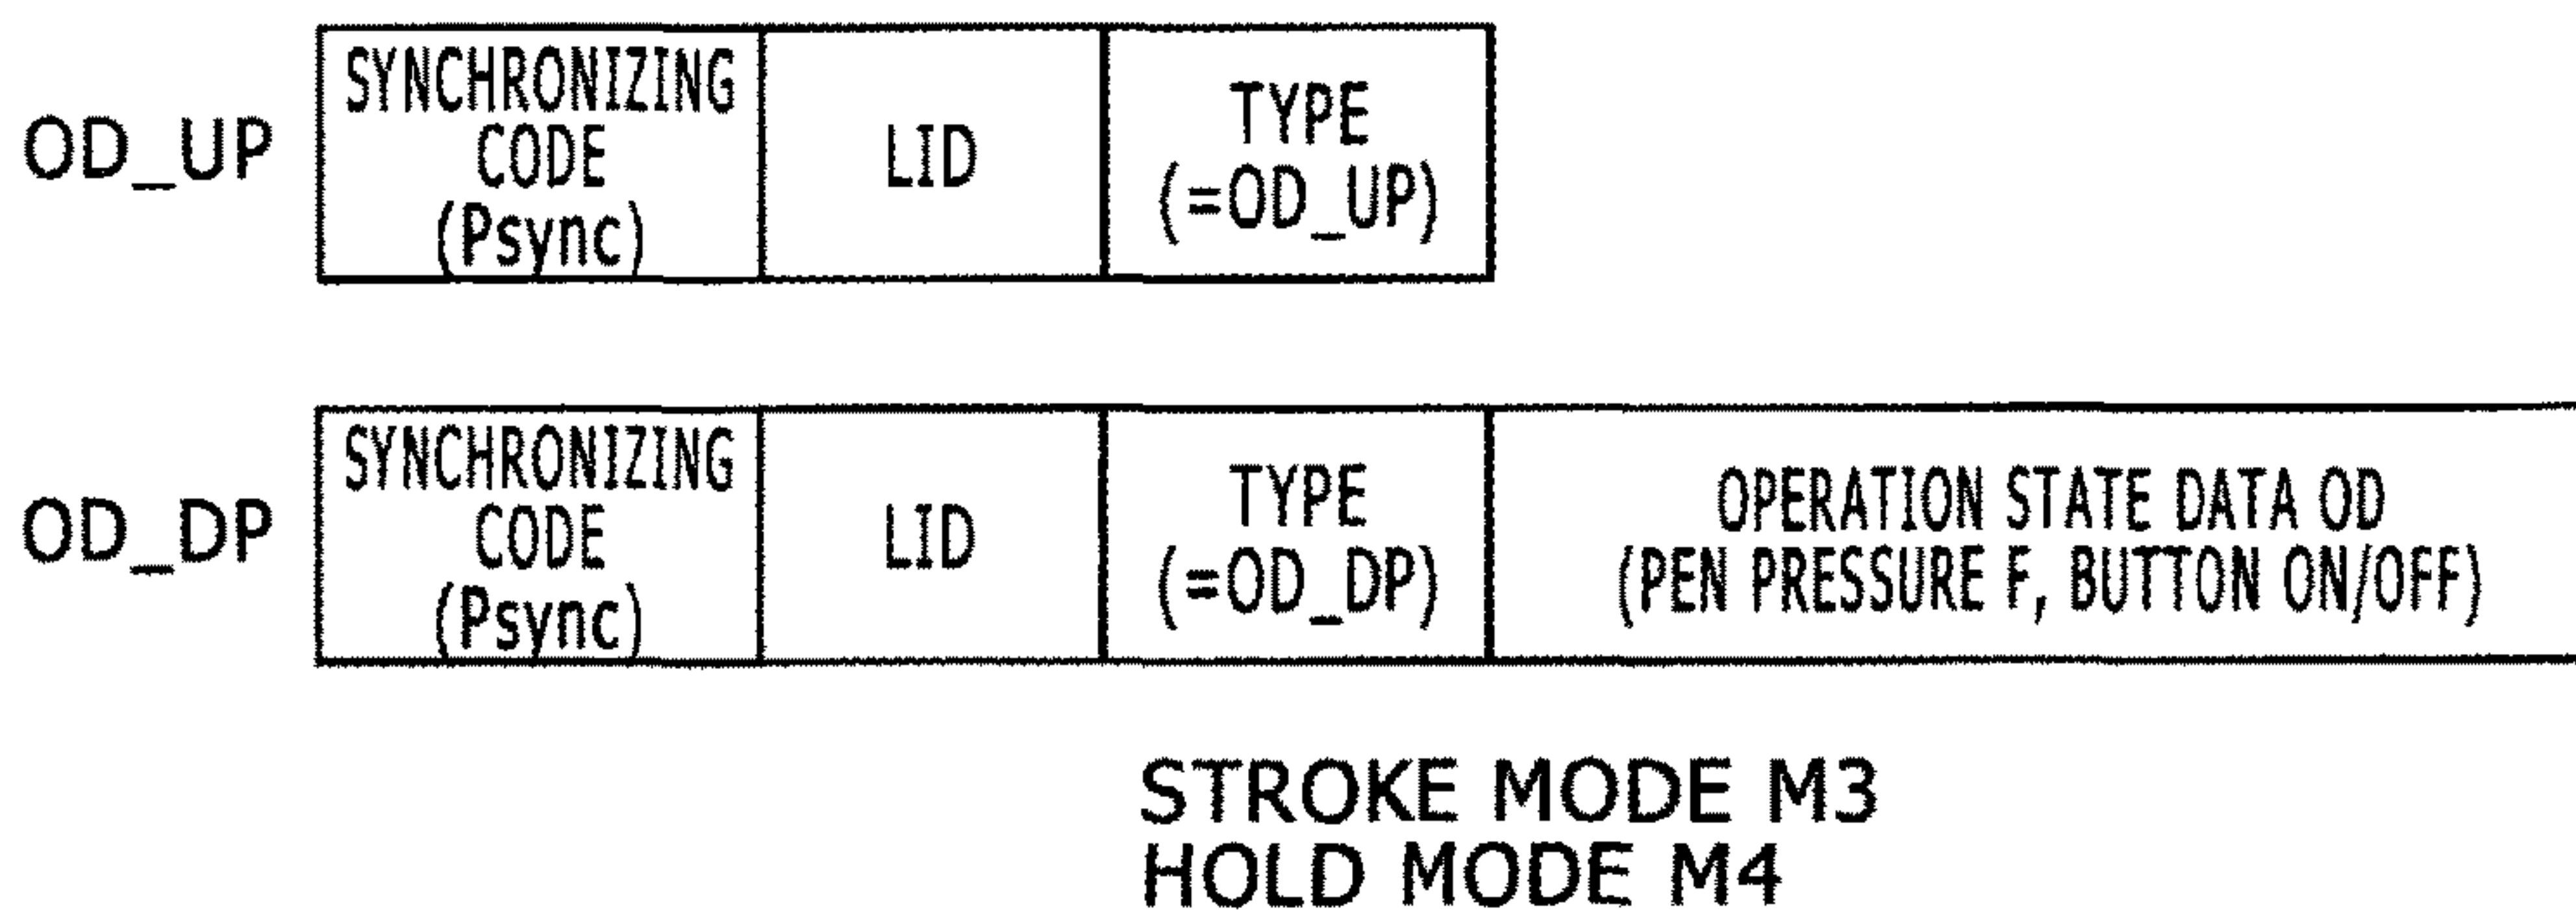 OD_UP
SYNCHRONIZING
CODE
(Psync)
LID
TYPE
(=OD_UP)
OD_DP
SYNCHRONIZING
CODE
(Psync)
LID
TYPE
(=OD_DP)
OPERATION STATE DATA OD
(PEN PRESSURE F, BUTTON ON/OFF)
STROKE MODE M3
HOLD MODE M4